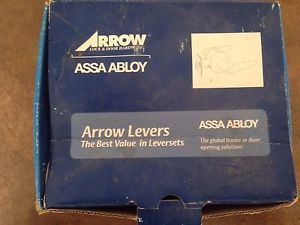 ARROW
LOCK & DOOR HARDWARE
ASSA ABLOY
Arrow Levers
The Best Value in Leversets
ASSA ABLOY
The global leader in door
opening solutions